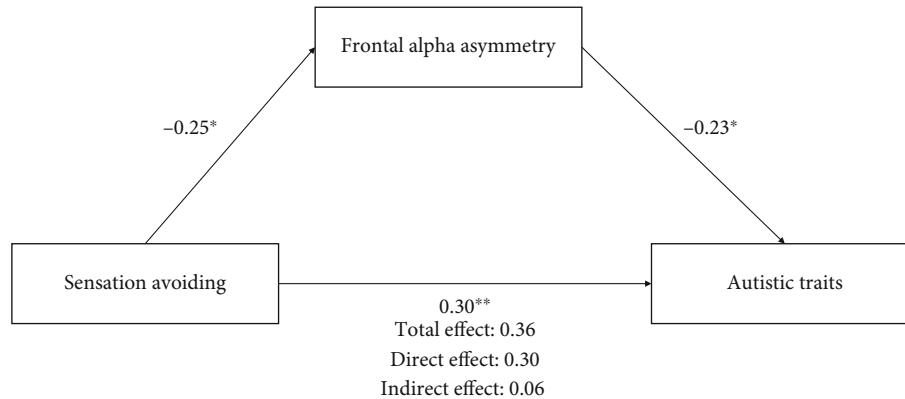 Frontal alpha asymmetry
–0.25*
–0.23*
Sensation avoiding
Autistic traits
0.30**
Total effect: 0.36
Direct effect: 0.30
Indirect effect: 0.06